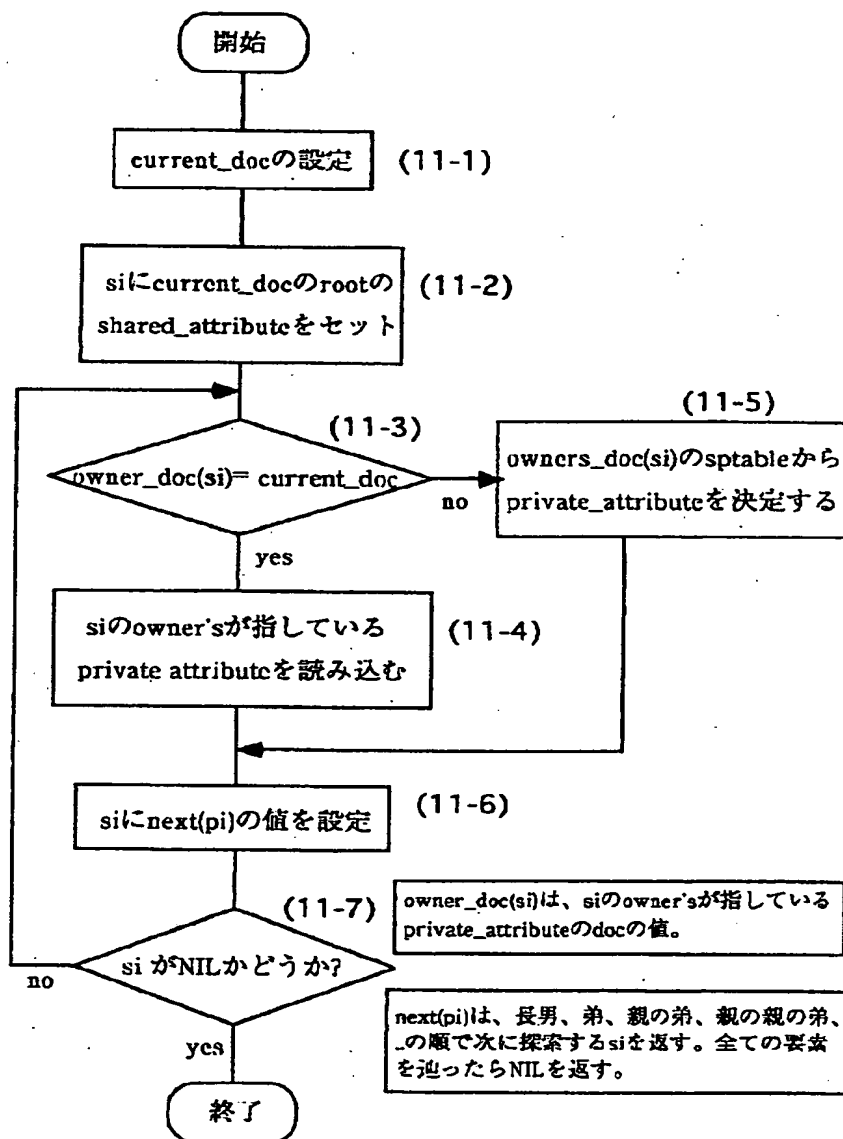 開始
current_docの設定
(11-1)
siにcurrent_docのrootの
shared_attributeをセット
(11-2)
(11-3)
owner_doc(si)= current_doc
no
yes
(11-5)
owners_doc(si)のsptableから
private_attributeを決定する
siのowner'sが指している
private attributeを読み込む
(11-4)
siにnext(pi)の値を設定
(11-6)
(11-7)
si がNILかどうか?
no
yes
owner_doc(si)は、siのowner'sが指している
private_attributeのdocの値。
next(pi)は、長男、弟、親の弟、親の親の弟、
..の順で次に探索するsiを返す。全ての要素
を辿ったらNILを返す。
終了